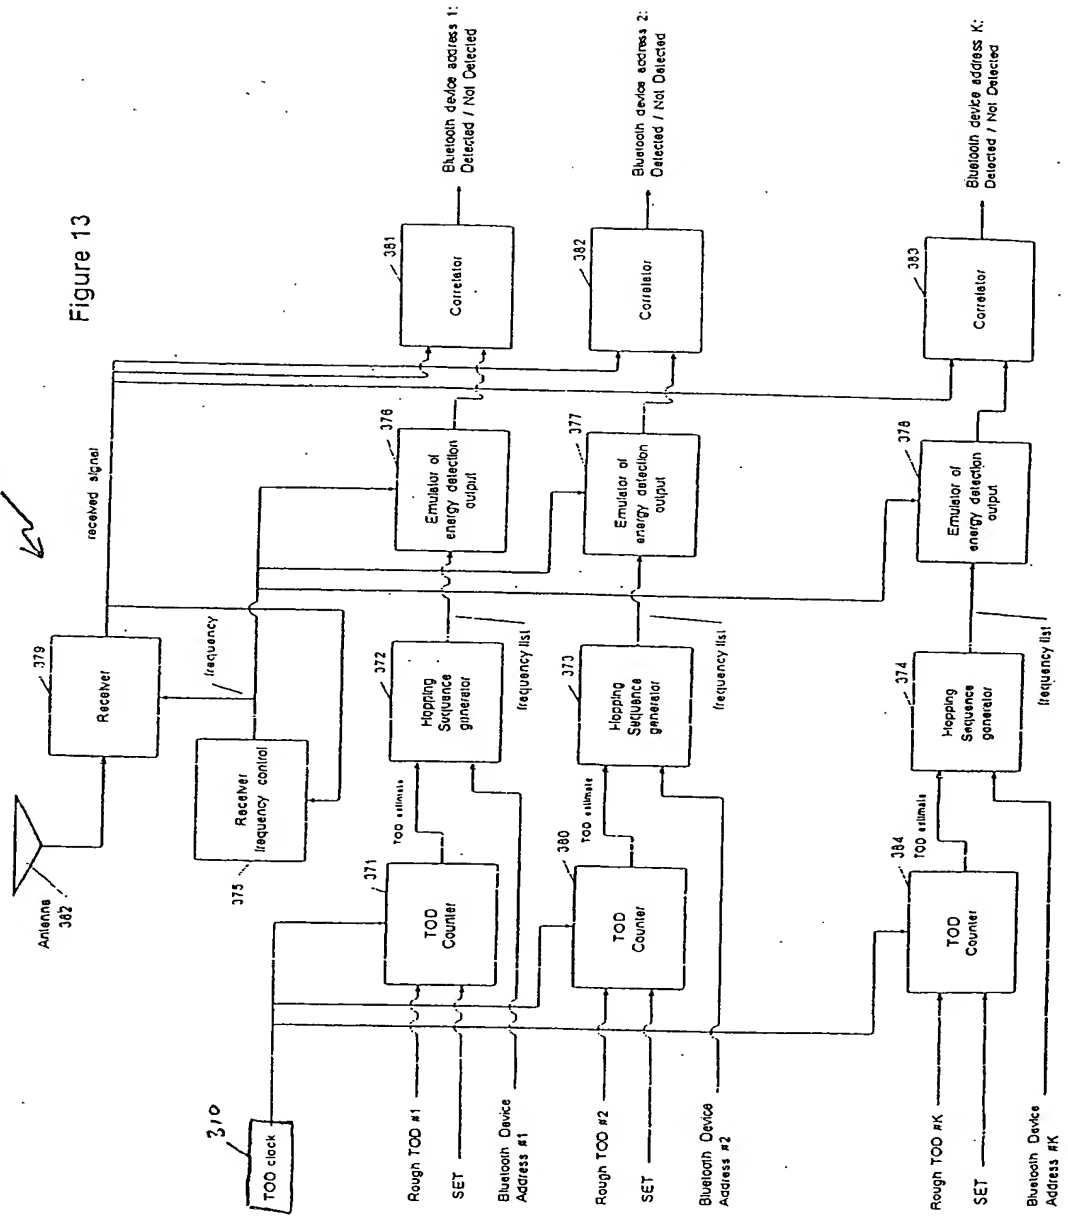 Figure 13
Antenna
382
379
Receiver
received signal
frequency
375
Receiver
frequency control
310
TOD clock
Rough TOD #1
SET
Bluetooth Device
Address #1
371
TOD
Counter
TOD estimate
372
Hopping
Sequence
generator
frequency list
376
Emulator of
energy detection
output
381
Correlator
Bluetooth device address 1:
Detected / Not Detected
Rough TOD #2
SET
Bluetooth Device
Address #2
380
TOD
Counter
TOD estimate
373
Hopping
Sequence
generator
frequency list
377
Emulator of
energy detection
output
382
Correlator
Bluetooth device address 2:
Detected / Not Detected
Rough TOD #K
SET
Bluetooth Device
Address #K
384
TOD
Counter
TOD estimate
374
Hopping
Sequence
generator
frequency list
378
Emulator of
energy detection
output
383
Correlator
Bluetooth device address K:
Detected / Not Detected